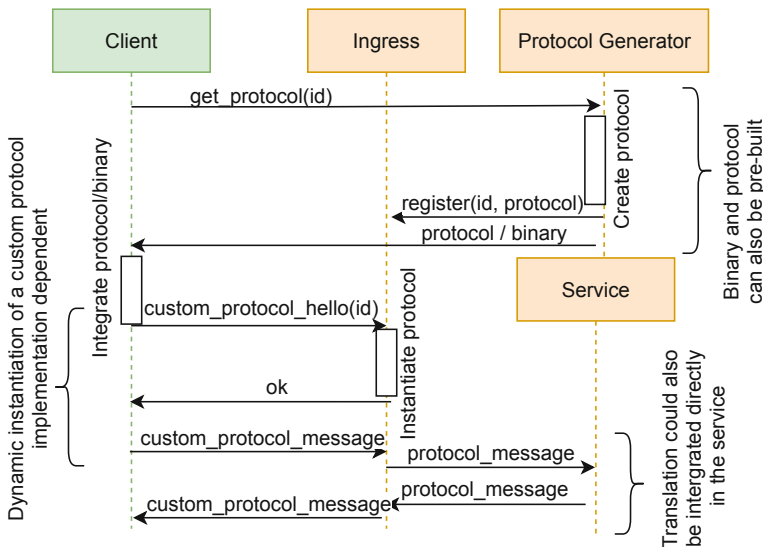 Client
Ingress
Protocol Generator
get_protocol(id)
Create protocol
register(id, protocol)
protocol / binary
Binary and protocol
can also be pre-built
Integrate protocol/binary
Service
custom_protocol_hello(id)
Instantiate protocol
ok
Dynamic instantiation of a custom protocol
implementation dependent
custom_protocol_message
protocol_message
protocol_message
custom_protocol_message
Translation could also
be intergrated directly
in the service